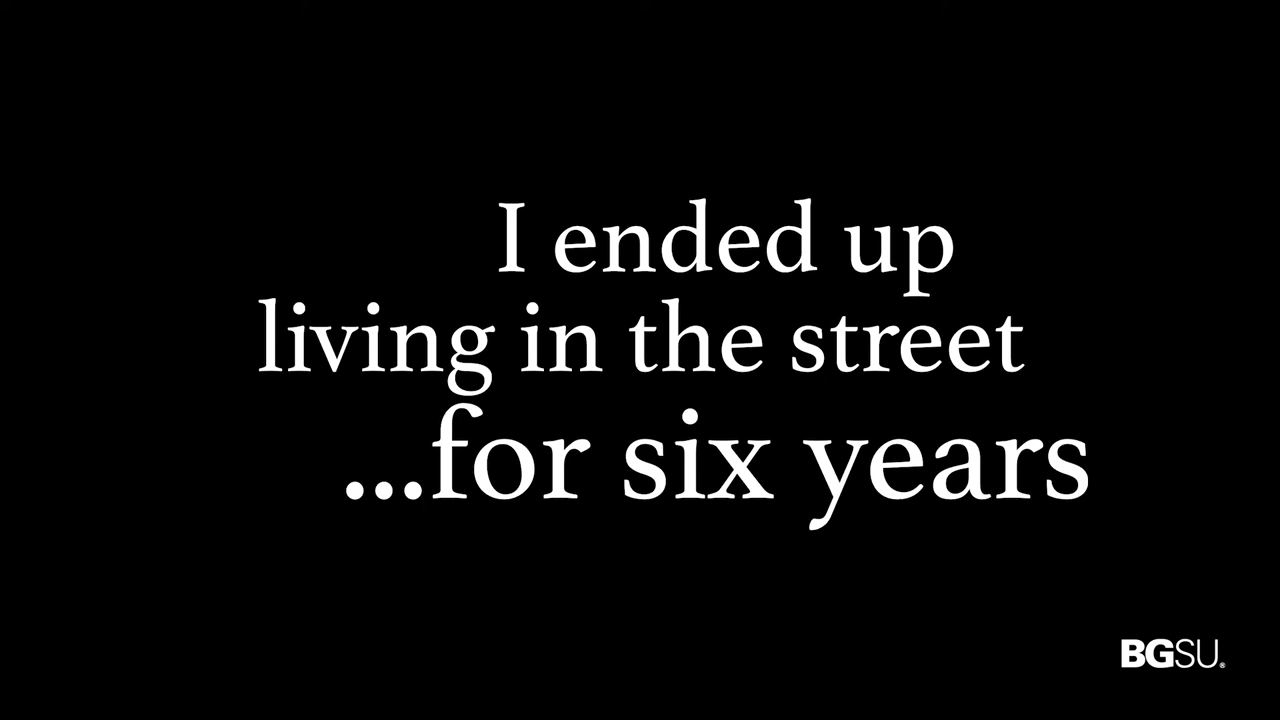 I ended up
living in the street
...for six years
BGSU®